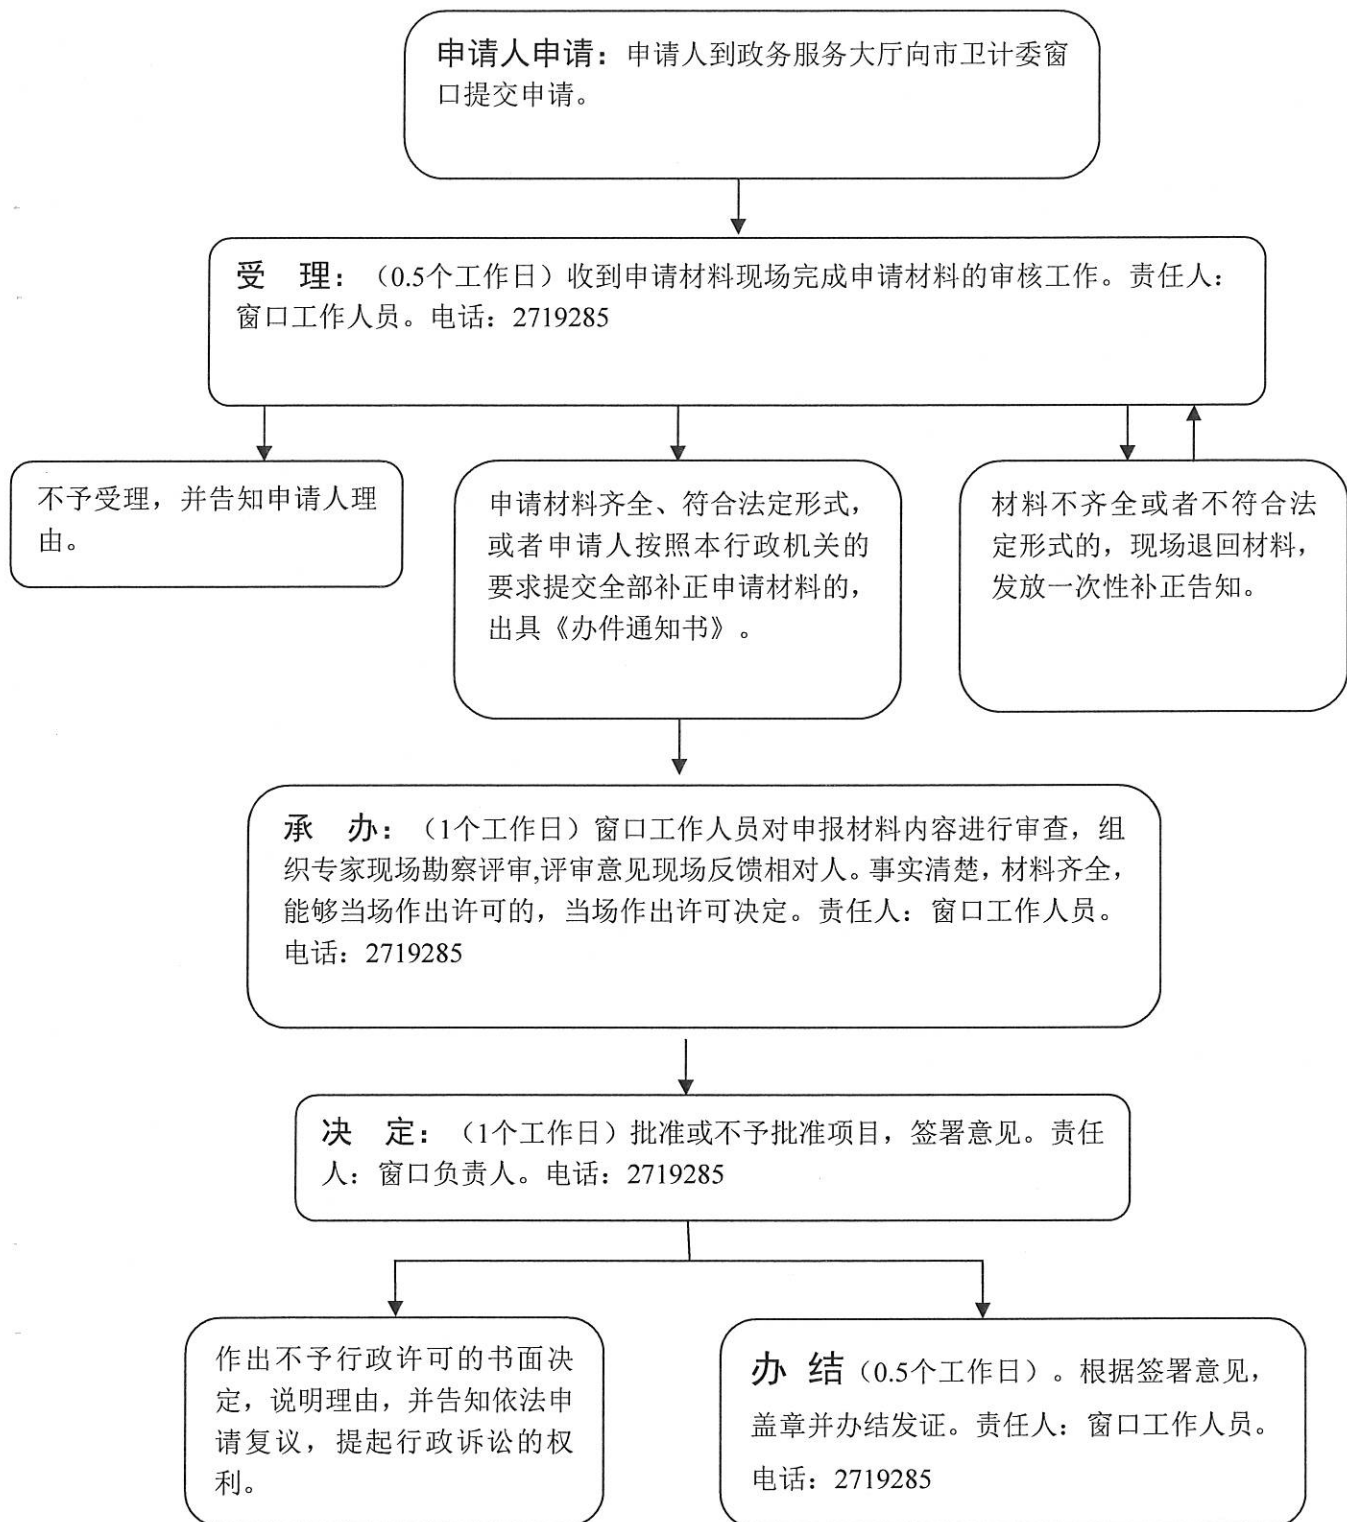 申请人申请：申请人到政务服务大厅向市卫计委窗
口提交申请。
受 理：（0.5个工作日）收到申请材料现场完成申请材料的审核工作。责任人：
窗口工作人员。电话：2719285
不予受理，并告知申请人理
由。
申请材料齐全、符合法定形式，
或者申请人按照本行政机关的
要求提交全部补正申请材料的，
出具《办件通知书》。
材料不齐全或者不符合法
定形式的，现场退回材料，
发放一次性补正告知。
承 办：（1个工作日）窗口工作人员对申报材料内容进行审查，组
织专家现场勘察评审,评审意见现场反馈相对人。事实清楚，材料齐全，
能够当场作出许可的，当场作出许可决定。责任人：窗口工作人员。
电话：2719285
决 定：（1个工作日）批准或不予批准项目，签署意见。责任
人：窗口负责人。电话：2719285
作出不予行政许可的书面决
定，说明理由，并告知依法申
请复议，提起行政诉讼的权
利。
办 结（0.5个工作日）。根据签署意见，
盖章并办结发证。责任人：窗口工作人员。
电话：2719285